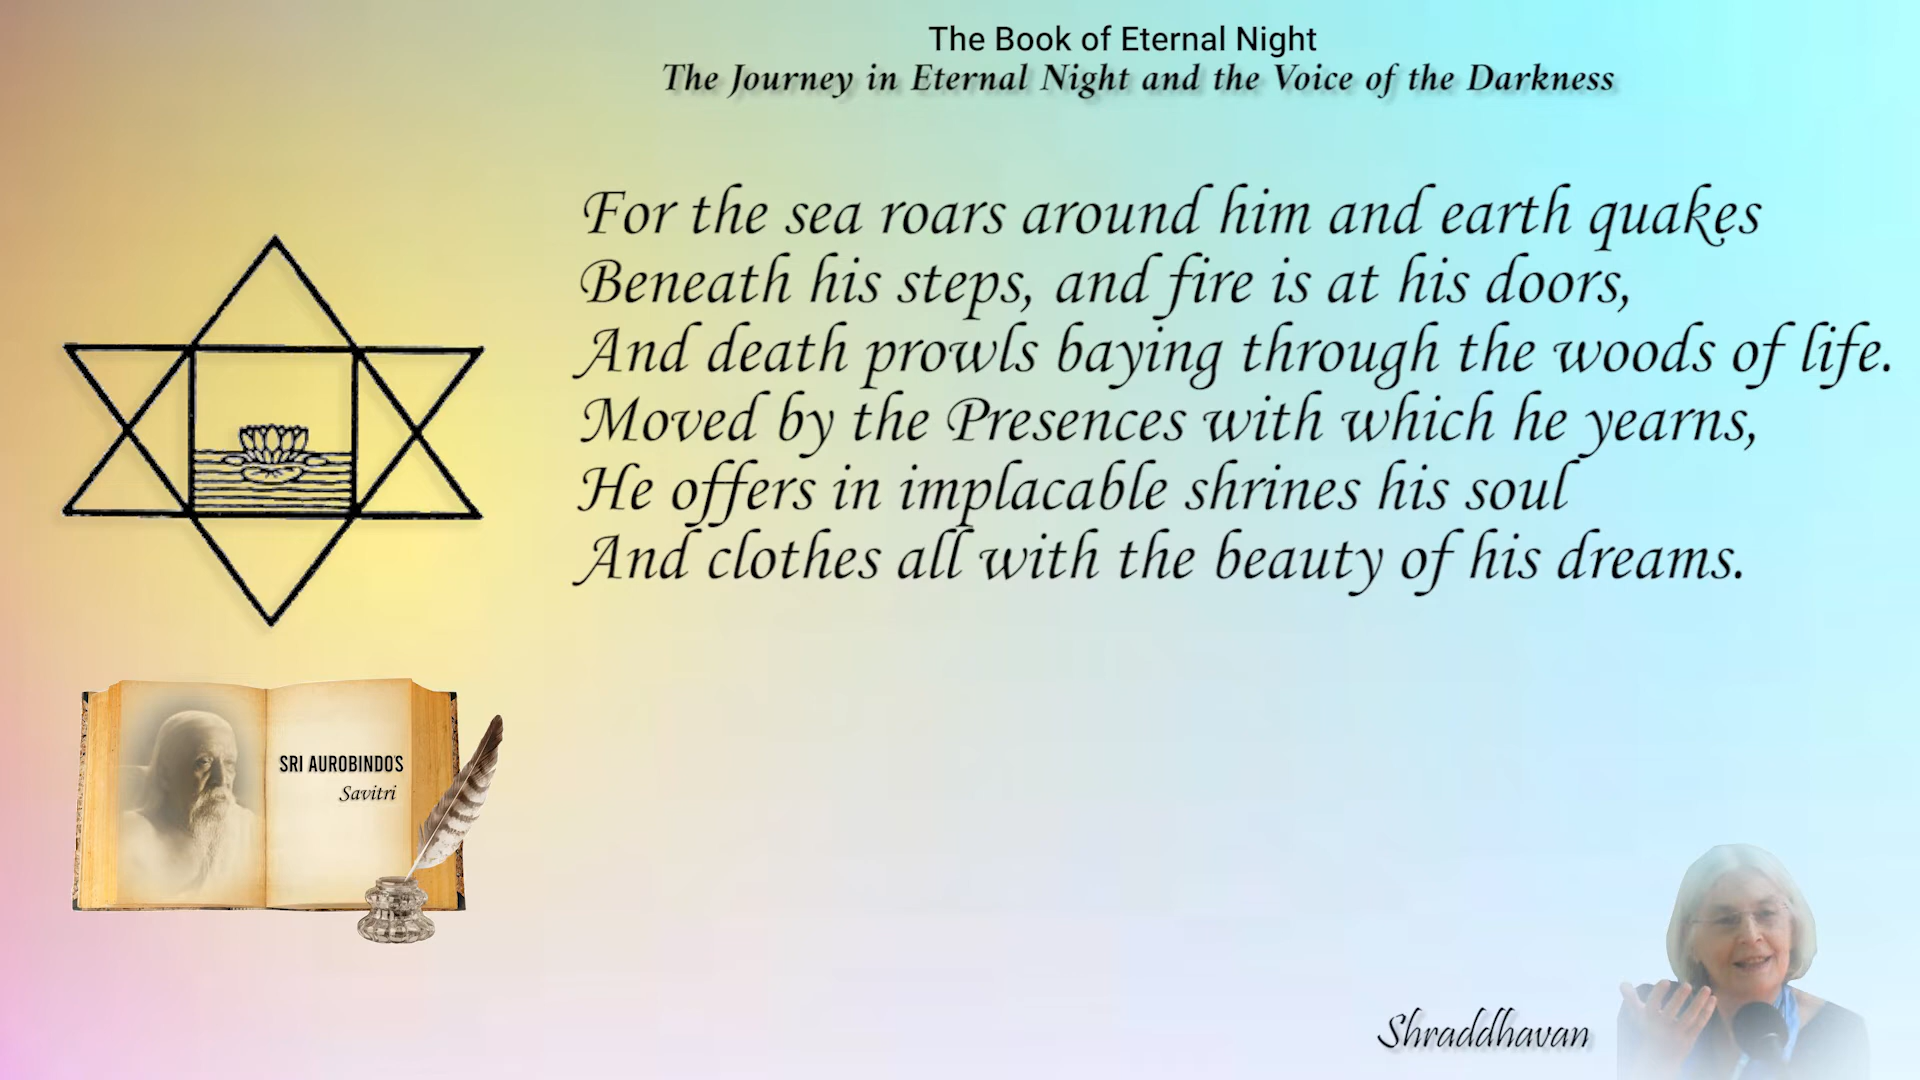 The Book of Eternal Night
The Journey in Eternal Night and the Voice of the Darkness
For the sea roars around him and earth quakes
Beneath his steps, and fire is at his doors,
And death prowls baying through the woods of life.
Moved by the Presences with which he yearns,
He offers in implacable shrines his soul
And clothes all with the beauty of his dreams.
SRI AUROBINDO'S
Savitri
Shraddhavan